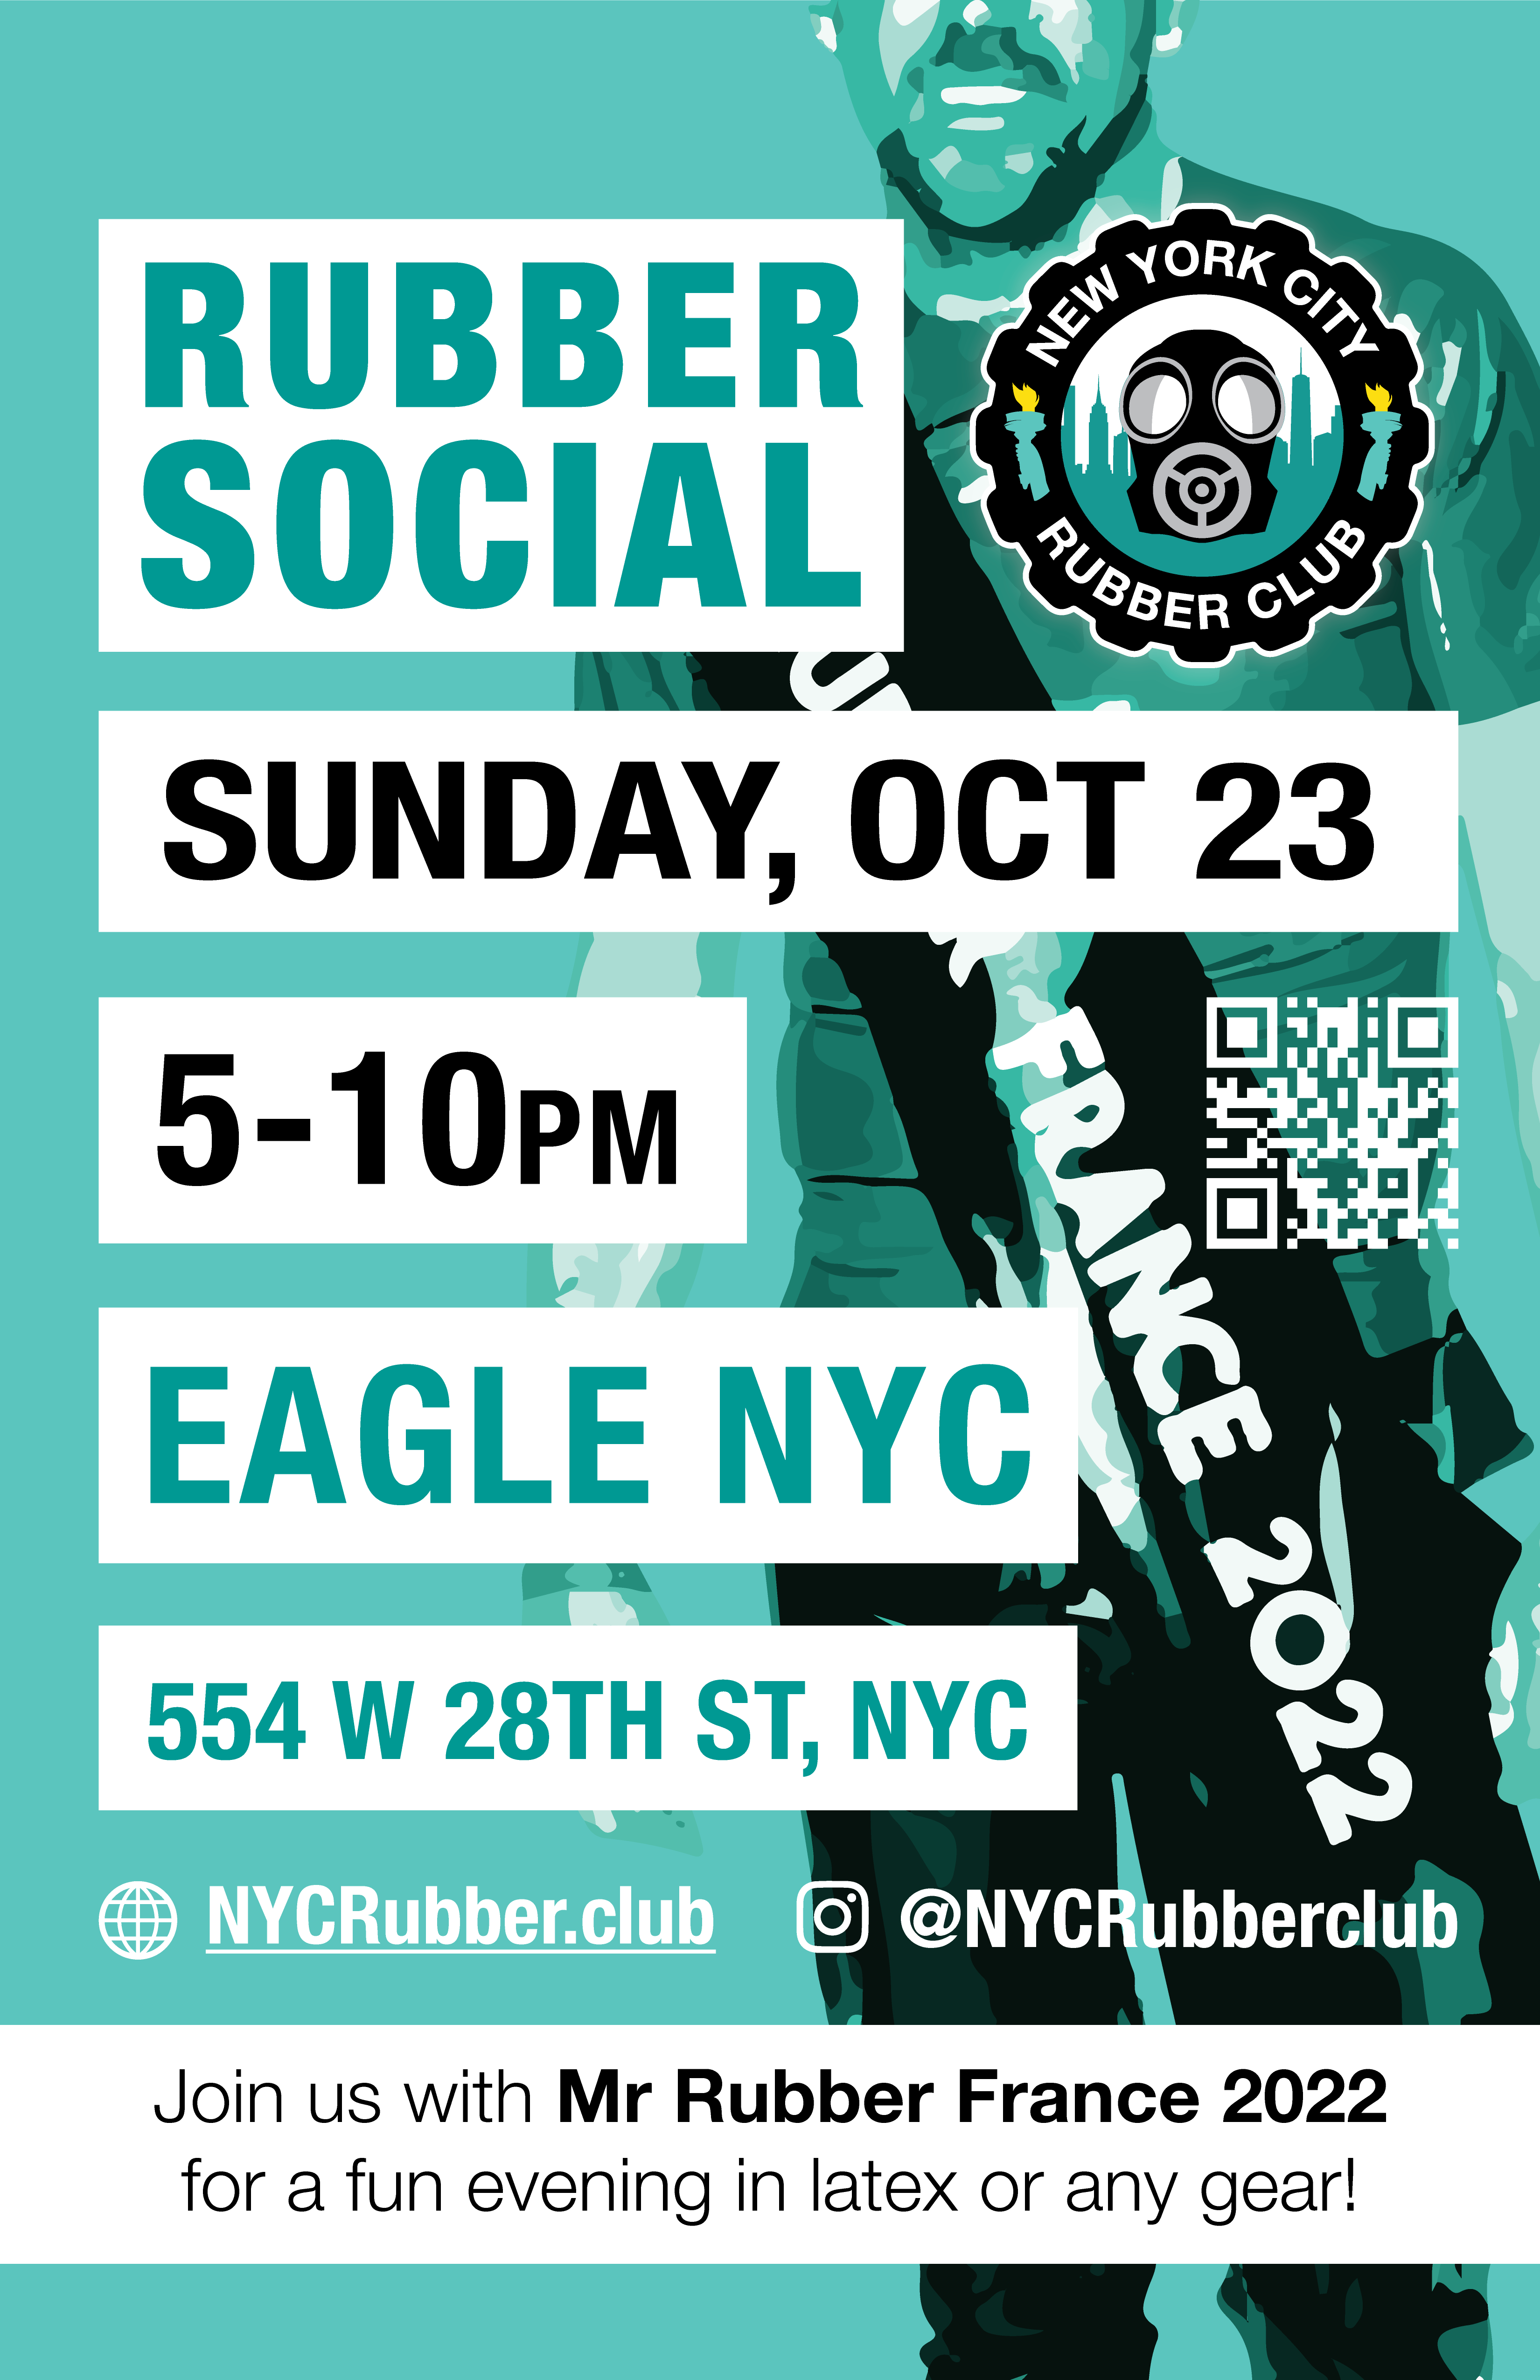 RUBBER
SOCIAL
NEW YORK CITY
RUBBER CLUB
SUNDAY, OCT 23
5-10PM
FRANCE 2022
EAGLE NYC
554 W 28TH ST, NYC
NYCRubber.club
@NYCRubberclub
Join us with Mr Rubber France 2022
for a fun evening in latex or any gear!